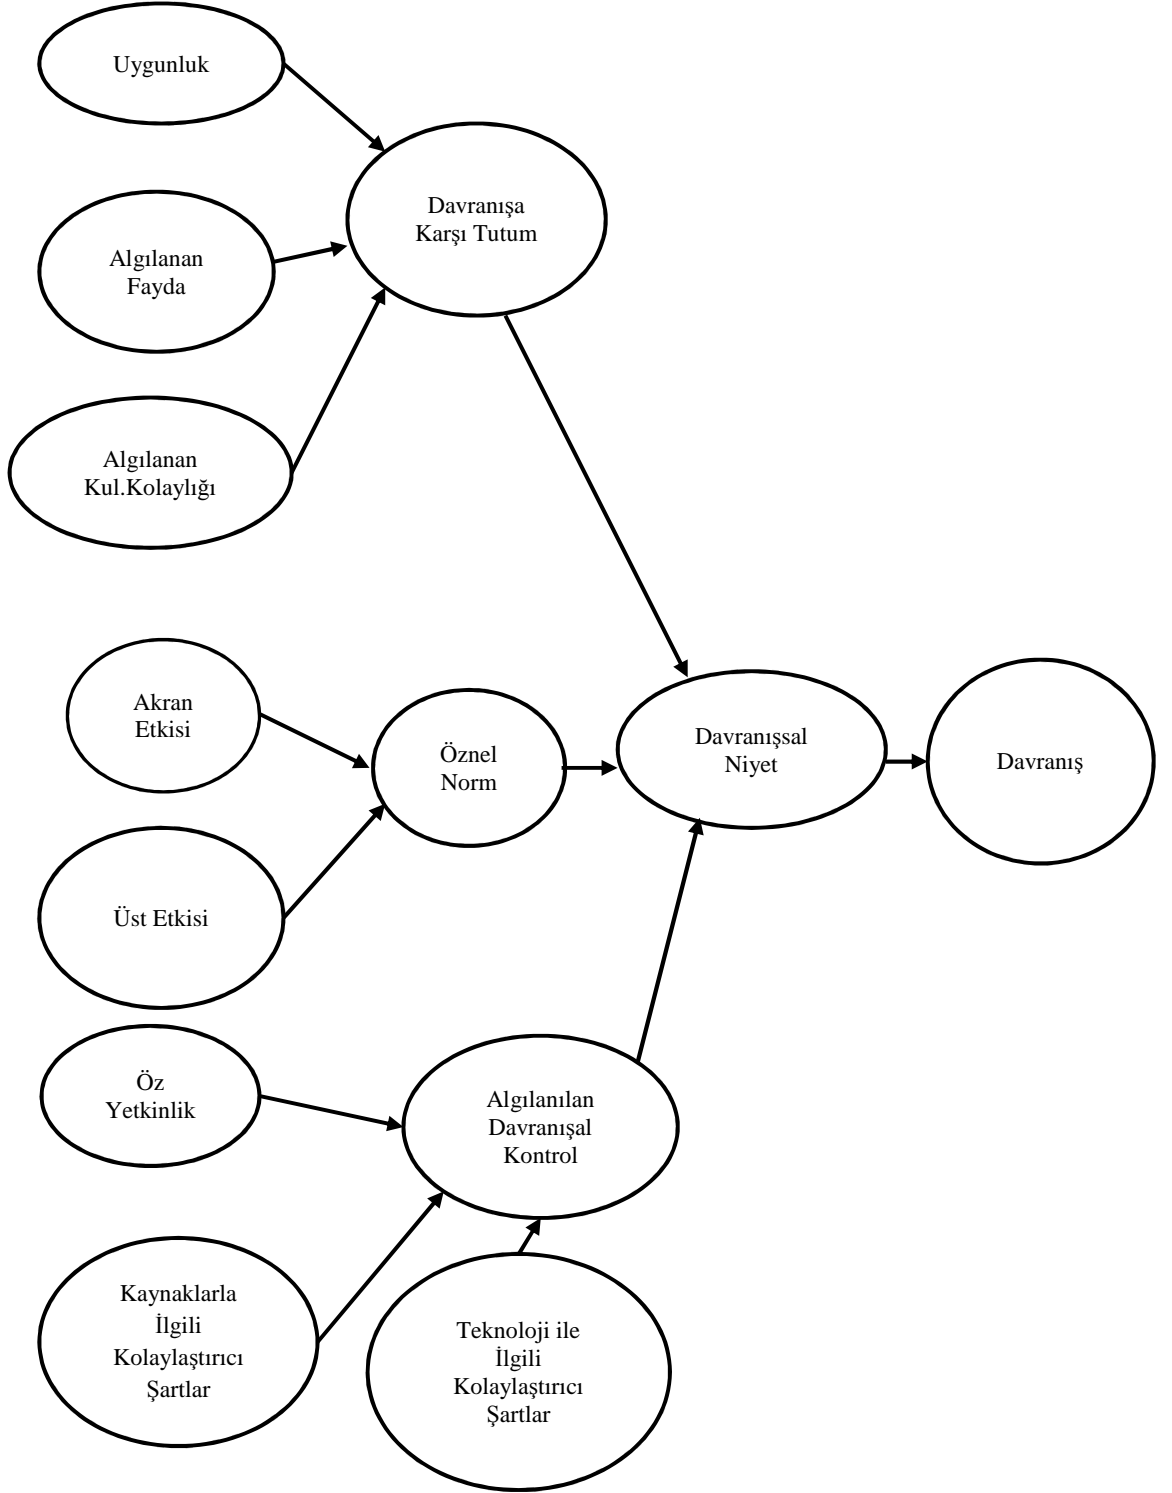 Uygunluk
Davranışa
Karşı Tutum
Algılanan
Fayda
Algılanan
Kul.Kolaylığı
Akran
Etkisi
Öznel
Norm
Davranışsal
Niyet
Davranış
Üst Etkisi
Öz
Yetkinlik
Algılanılan
Davranışal
Kontrol
Kaynaklarla
İlgili
Kolaylaştırıcı
Şartlar
Teknoloji ile
İlgili
Kolaylaştırıcı
Şartlar